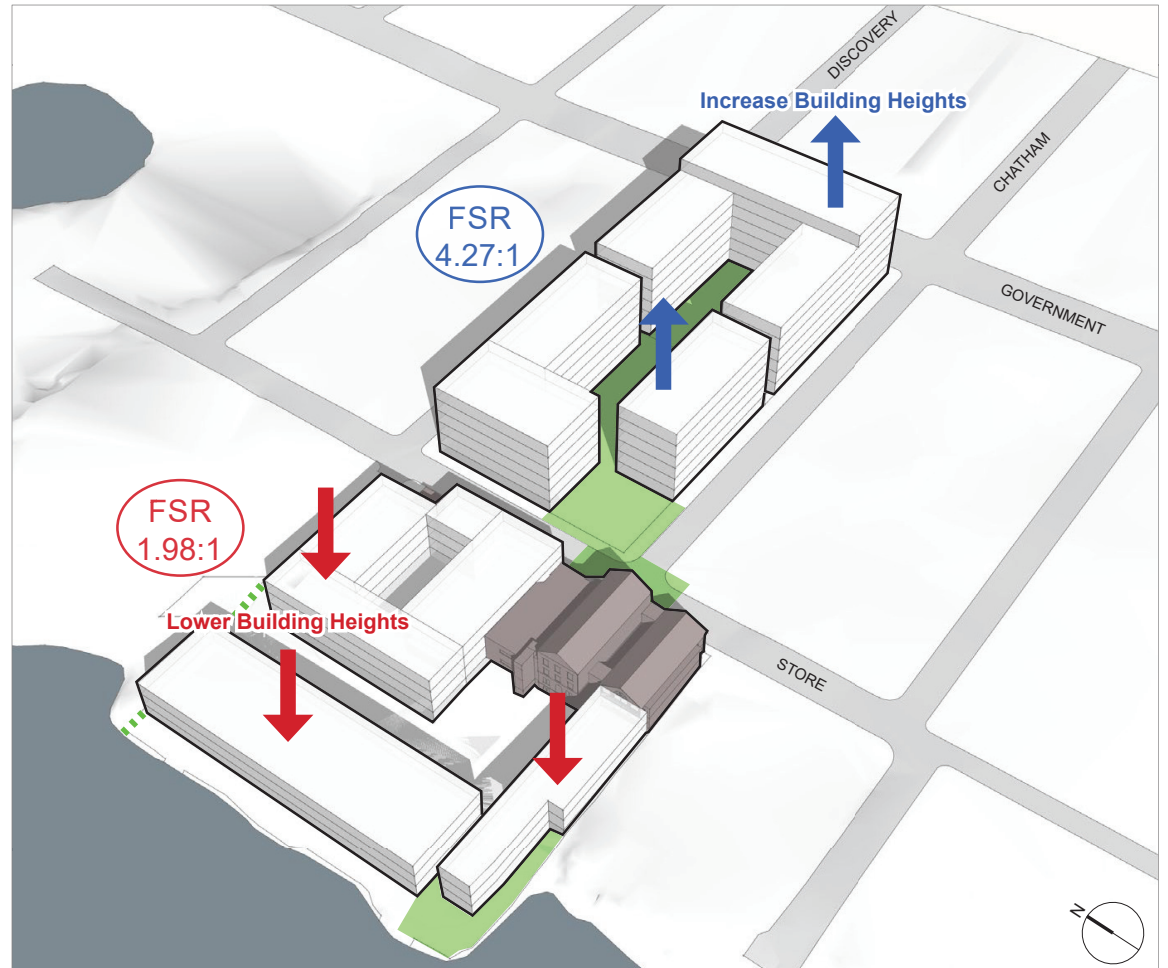 DISCOVERY
Increase Building Heights
CHATHAM
FSR
4.27:1
GOVERNMENT
FSR
1.98:1
Lower Building Heights
STORE
N